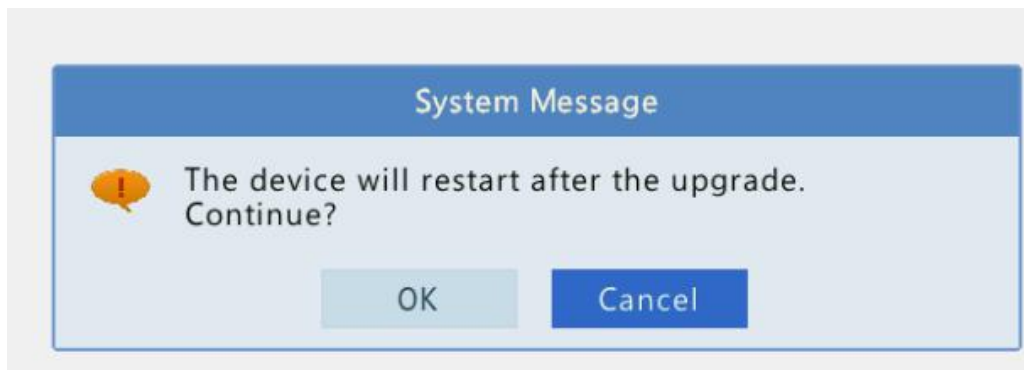 System Message
The device will restart after the upgrade.
Continue?
OK
Cancel